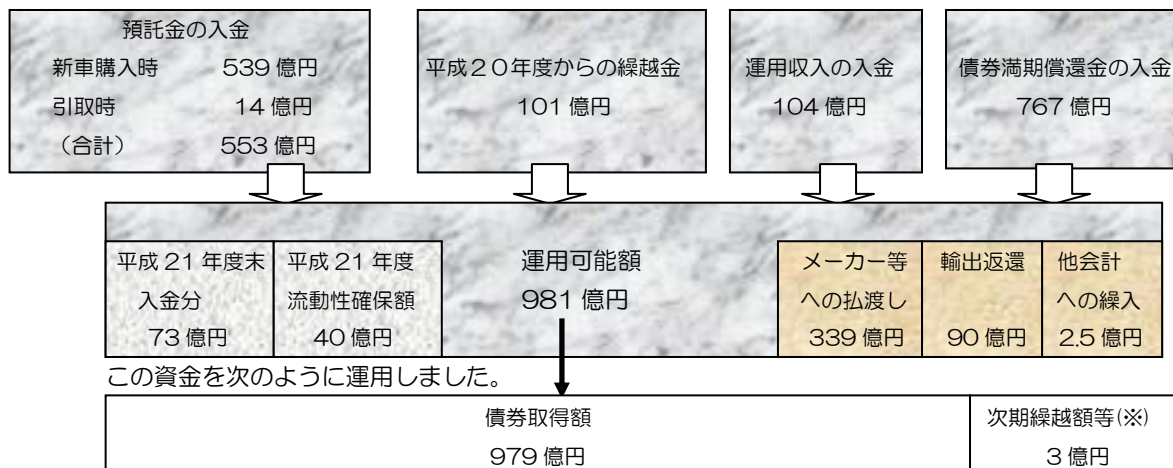 預託金の入金
新車購入時 539 億円
引取時 14 億円
（合計） 553 億円
平成２０年度からの繰越金
101 億円
運用収入の入金
104 億円
債券満期償還金の入金
767 億円
平成 21 年度末
入金分
73 億円
平成 21 年度
流動性確保額
40 億円
運用可能額
981 億円
メーカー等
への払渡し
339 億円
輸出返還
90 億円
他会計
への繰入
2.5 億円
この資金を次のように運用しました。
債券取得額
979 億円
次期繰越額等(※)
3 億円